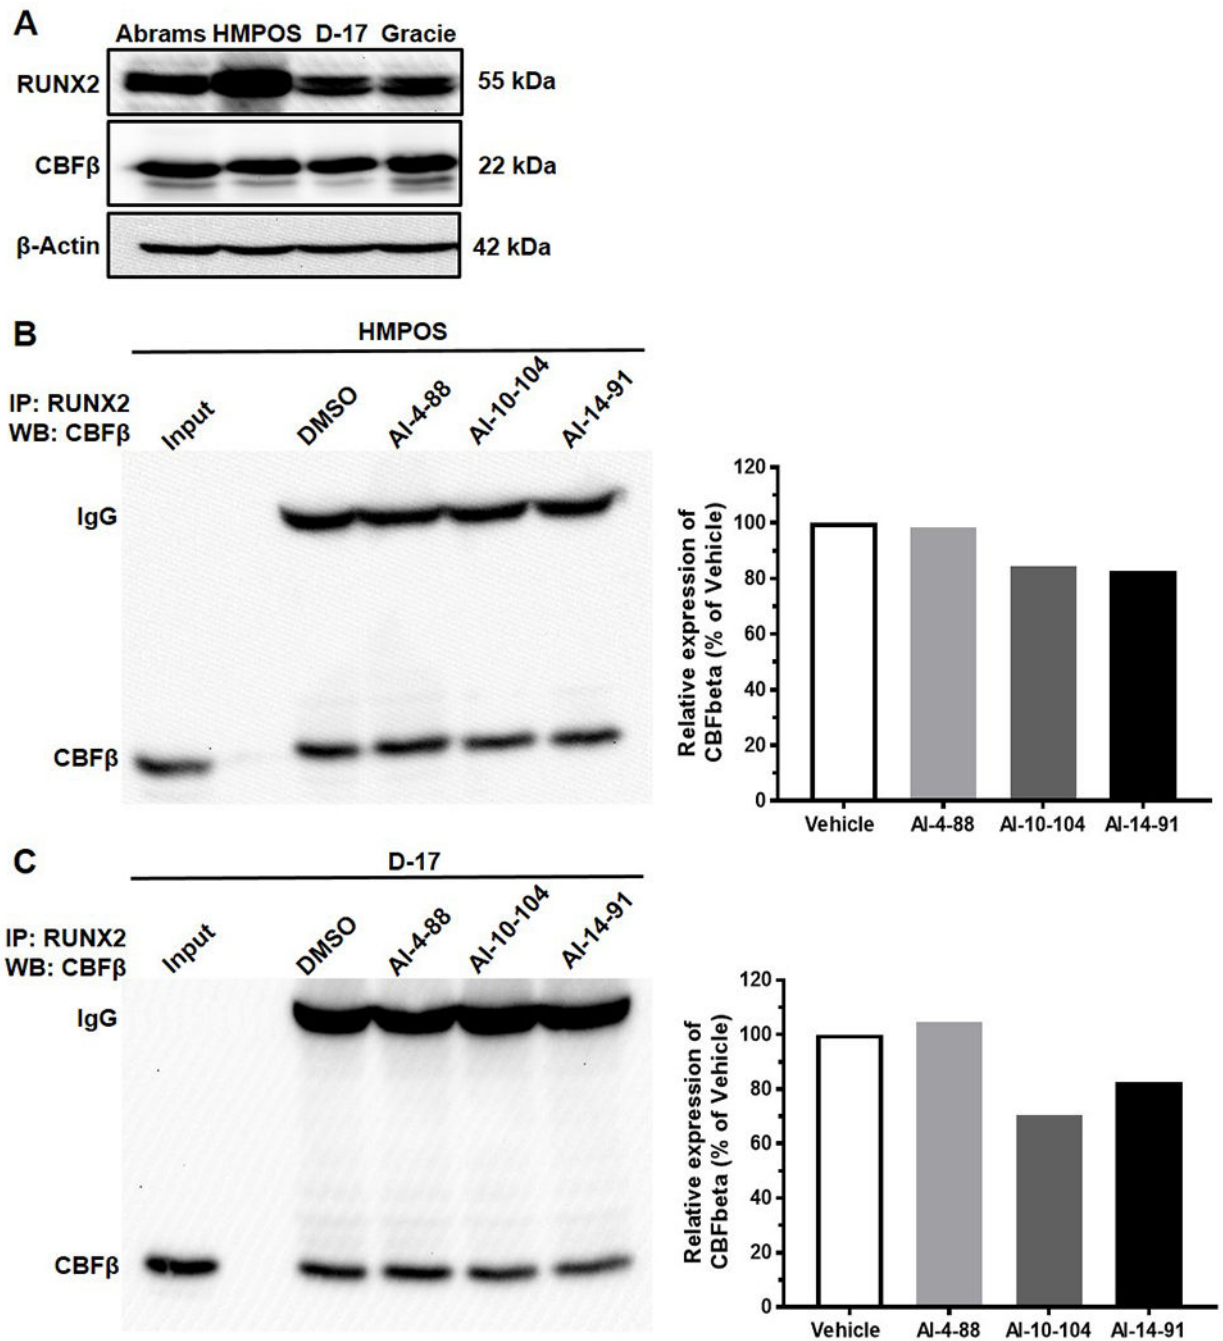 A
Abrams HMPOS D-17 Gracie
RUNX2 55 kDa
CBFβ 22 kDa
β-Actin 42 kDa
B
HMPOS
IP: RUNX2
WB: CBFβ
Input DMSO AI-4-88 AI-10-104 AI-14-91
IgG
CBFβ
Relative expression of
CBFbeta (% of Vehicle)
120
100
80
60
40
20
0
Vehicle AI-4-88 AI-10-104 AI-14-91
C
D-17
IP: RUNX2
WB: CBFβ
Input DMSO AI-4-88 AI-10-104 AI-14-91
IgG
CBFβ
Relative expression of
CBFbeta (% of Vehicle)
120
100
80
60
40
20
0
Vehicle AI-4-88 AI-10-104 AI-14-91